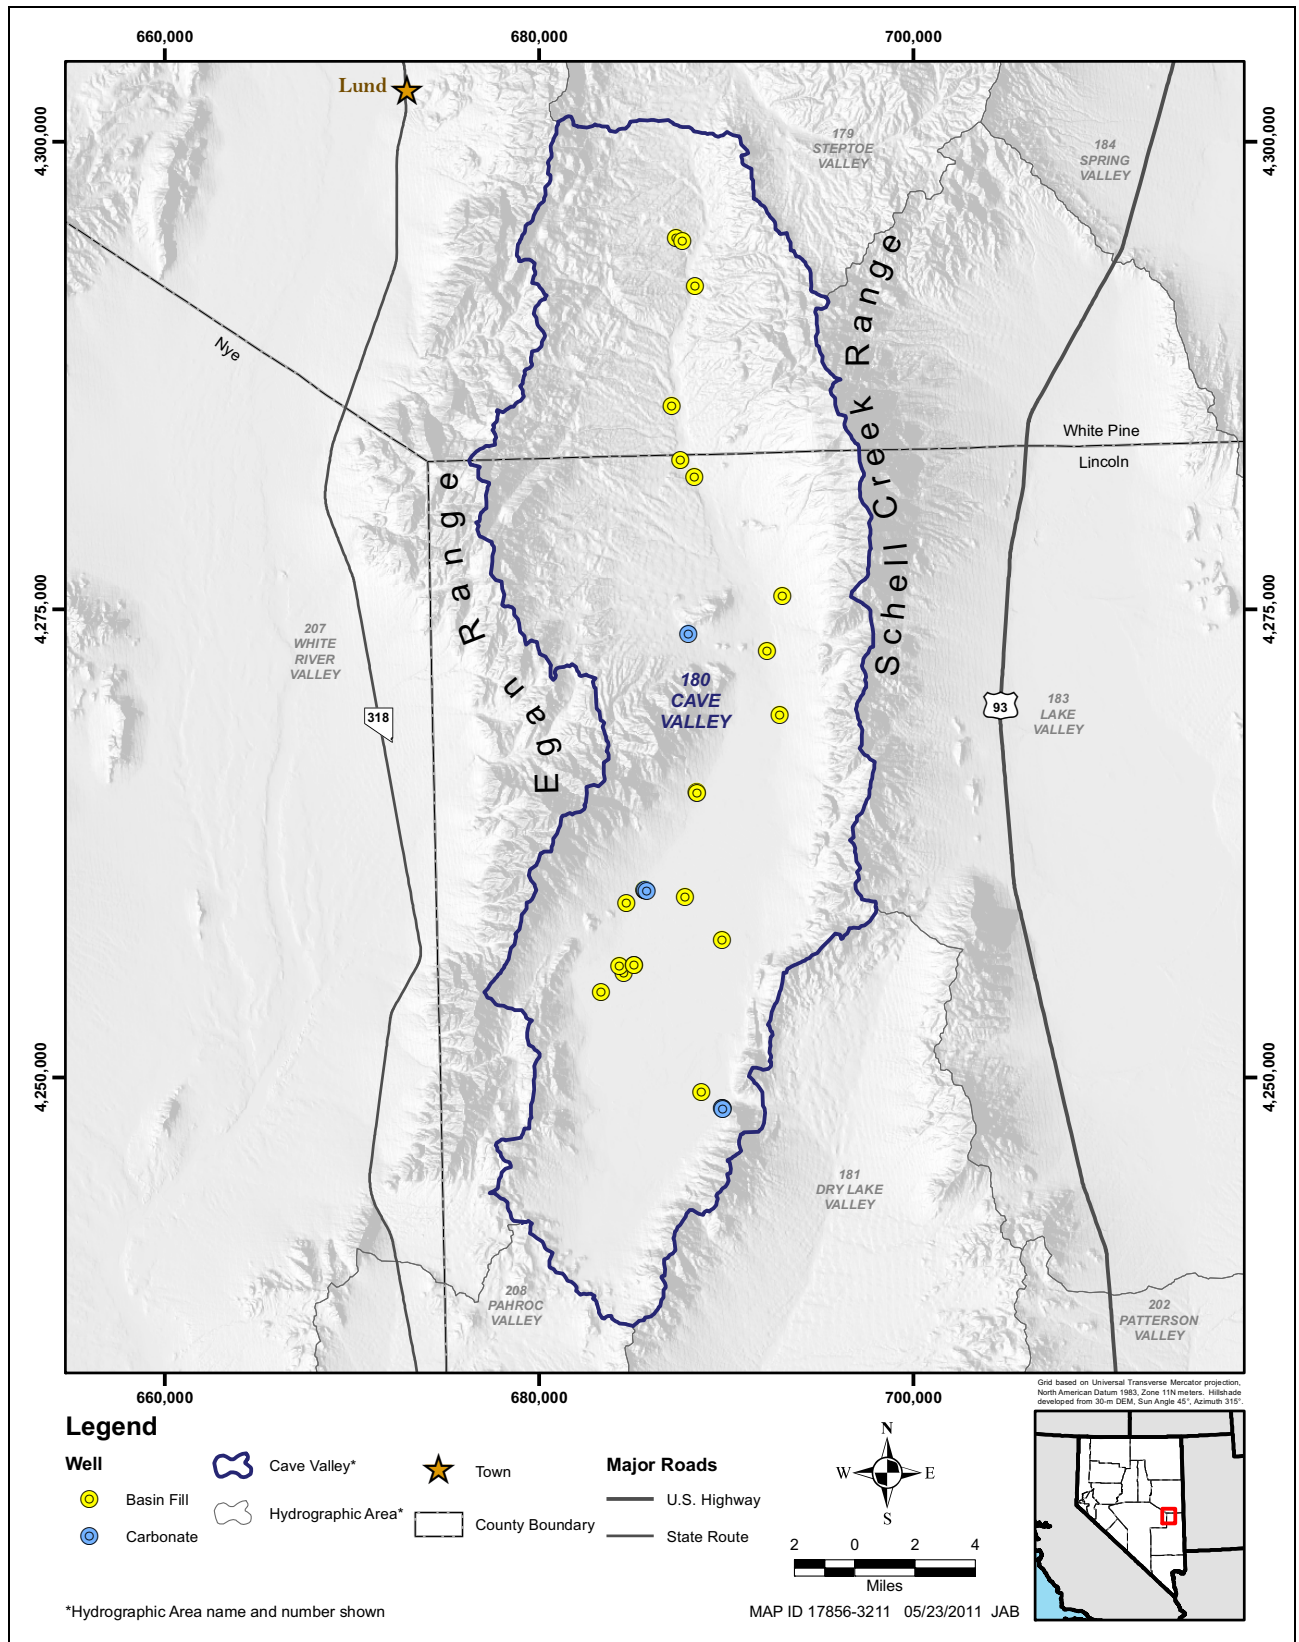 660,000
680,000
700,000
Lund
4,300,000
4,300,000
179
STEPTOE
VALLEY
184
SPRING
VALLEY
Nye
Schell Creek Range
White Pine
Lincoln
Egan Range
4,275,000
4,275,000
207
WHITE
RIVER
VALLEY
180
CAVE
VALLEY
318
93
183
LAKE
VALLEY
4,250,000
4,250,000
181
DRY LAKE
VALLEY
208
PAHROC
VALLEY
202
PATTERSON
VALLEY
660,000
680,000
700,000
Grid based on Universal Transverse Mercator projection,
North American Datum 1983, Zone 11N meters. Hillshade
developed from 30-m DEM, Sun Angle 45°, Azimuth 315°.
Legend
Well
Basin Fill
Carbonate
Cave Valley*
Hydrographic Area*
Town
County Boundary
Major Roads
U.S. Highway
State Route
N
W E
S
2 0 2 4
Miles
*Hydrographic Area name and number shown
MAP ID 17856-3211 05/23/2011 JAB